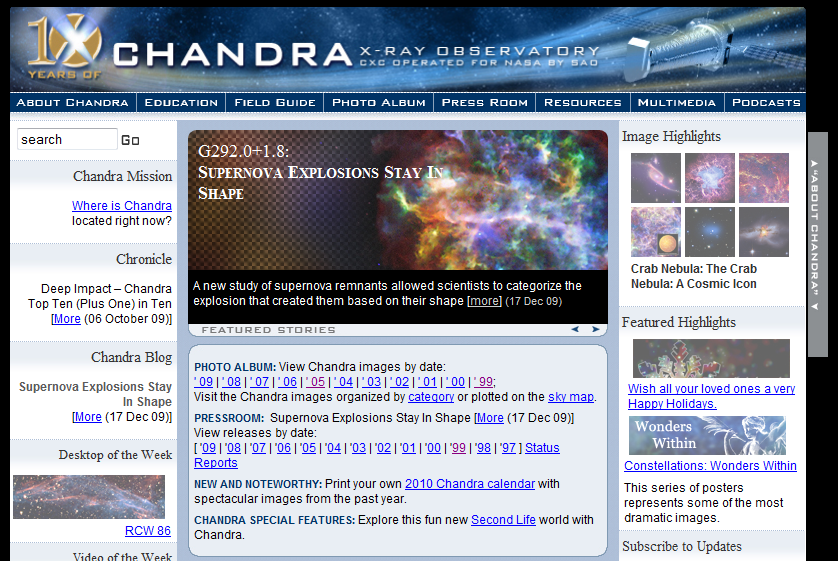 10X CHANDRA X-RAY OBSERVATORY
YEARS OF CXC OPERATED FOR NASA BY SAO
About Chandra Education Field Guide Photo Album Press Room Resources Multimedia Podcasts
search Go
Chandra Mission
Where is Chandra
located right now?
Chronicle
Deep Impact – Chandra
Top Ten (Plus One) in Ten
[More (06 October 09)]
Chandra Blog
Supernova Explosions Stay
In Shape
[More (17 Dec 09)]
Desktop of the Week
RCW 86
Video of the Week
G292.0+1.8:
Supernova Explosions Stay In
Shape
A new study of supernova remnants allowed scientists to categorize the
explosion that created them based on their shape [more] (17 Dec 09)
FEATURED STORIES
PHOTO ALBUM: View Chandra images by date:
' 09 | ' 08 | ' 07 | ' 06 | ' 05 | ' 04 | ' 03 | ' 02 | ' 01 | ' 00 | ' 99;
Visit the Chandra images organized by category or plotted on the sky map.
PRESSROOM: Supernova Explosions Stay In Shape [More (17 Dec 09)]
View releases by date:
[ '09 | '08 | '07 | '06 | '05 | '04 | '03 | '02 | '01 | '00 | '99 | '98 | '97 ] Status
Reports
NEW AND NOTEWORTHY: Print your own 2010 Chandra calendar with
spectacular images from the past year.
CHANDRA SPECIAL FEATURES: Explore this fun new Second Life world with
Chandra.
Image Highlights
Crab Nebula: The Crab
Nebula: A Cosmic Icon
Featured Highlights
Wish all your loved ones a very
Happy Holidays.
Wonders
Within
Constellations: Wonders Within
This series of posters
represents some of the most
dramatic images.
Subscribe to Updates
"ABOUT CHANDRA"